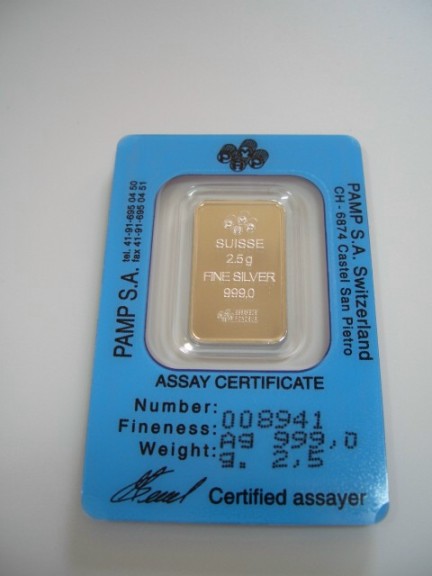 PAMP S.A. tel. 41-91-695 04 50
fax 41-91-695 04 51
PAMP S.A. Switzerland
CH - 6874 Castel San Pietro
SUISSE
2.5 g
FINE SILVER
999.0
ASSAY CERTIFICATE
Number: 008941
Fineness: Ag 999,0
Weight: g. 2,5
Certified assayer